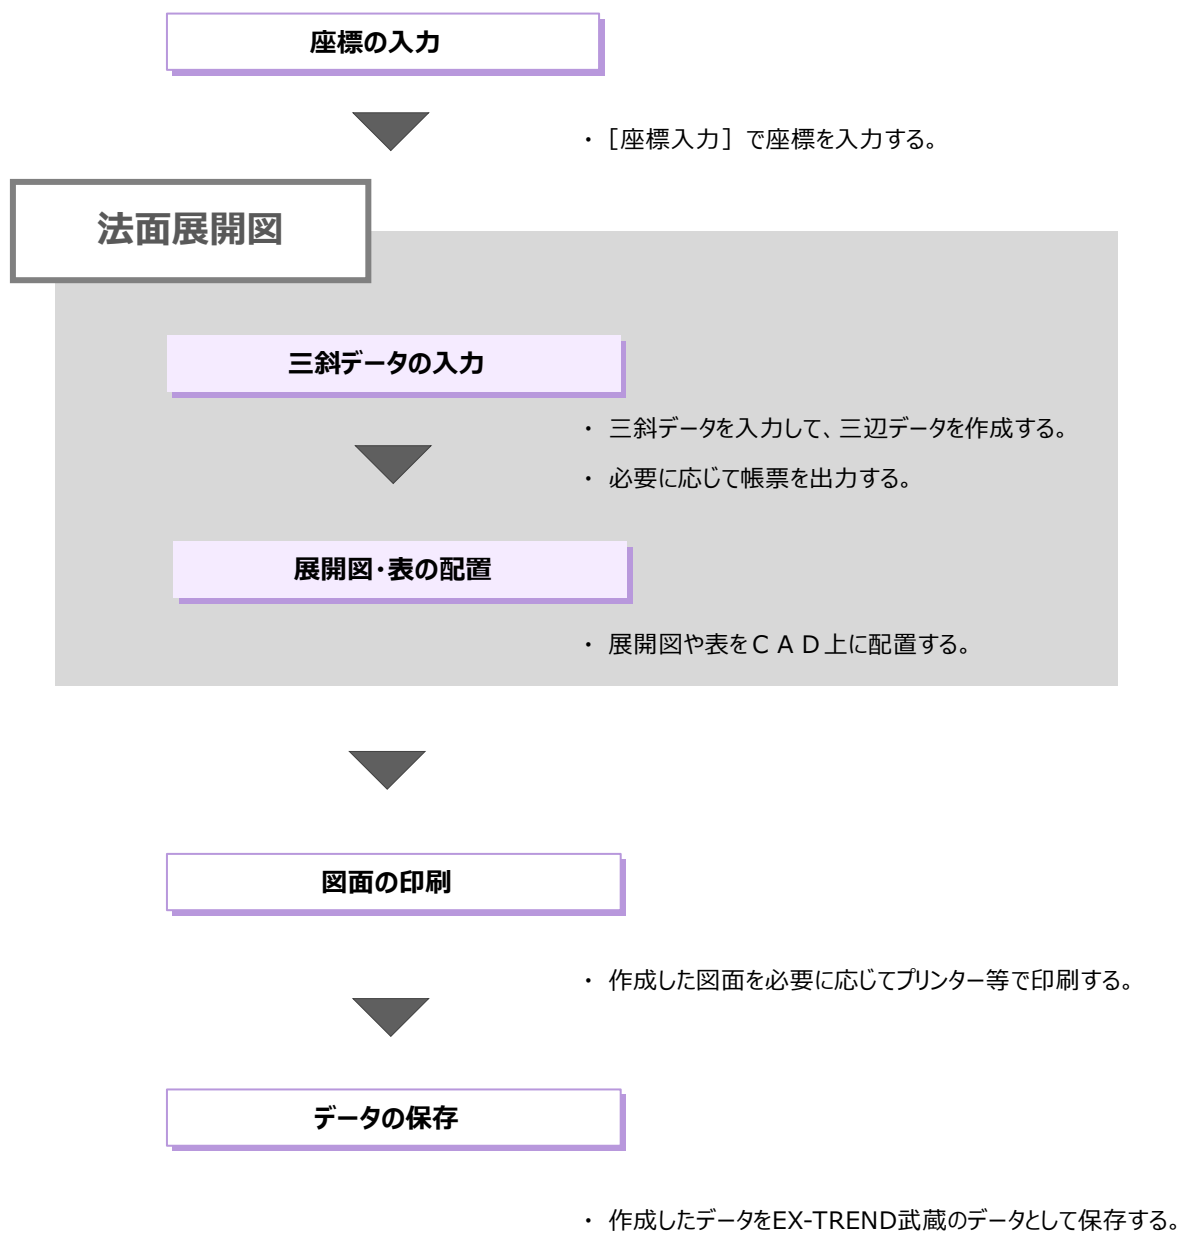 座標の入力
・ ［座標入力］で座標を入力する。
法面展開図
三斜データの入力
・ 三斜データを入力して、三辺データを作成する。
・ 必要に応じて帳票を出力する。
展開図・表の配置
・ 展開図や表をＣＡＤ上に配置する。
図面の印刷
・ 作成した図面を必要に応じてプリンター等で印刷する。
データの保存
・ 作成したデータをEX-TREND武蔵のデータとして保存する。